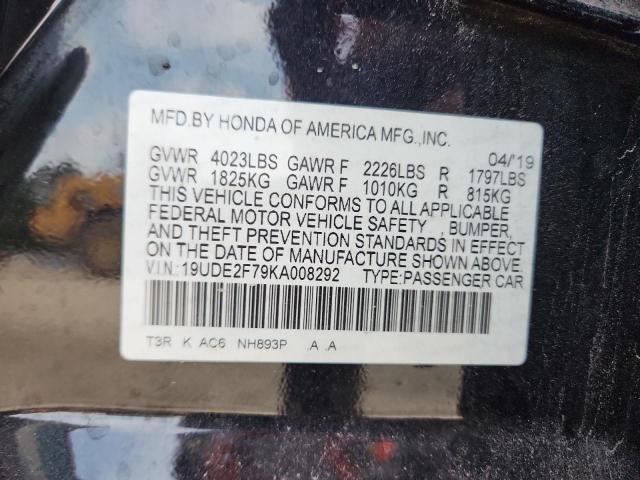 MFD.BY HONDA OF AMERICA MFG.,INC.
04/'19
GVWR 4023LBS GAWR F 2226LBS R 1797LBS
GVWR 1825KG GAWR F 1010KG R 815KG
THIS VEHICLE CONFORMS TO ALL APPLICABLE
FEDERAL MOTOR VEHICLE SAFETY , BUMPER,
AND THEFT PREVENTION STANDARDS IN EFFECT
ON THE DATE OF MANUFACTURE SHOWN ABOVE.
VIN:19UDE2F79KA008292 TYPE:PASSENGER CAR
T3R K AC6 NH893P .A .A